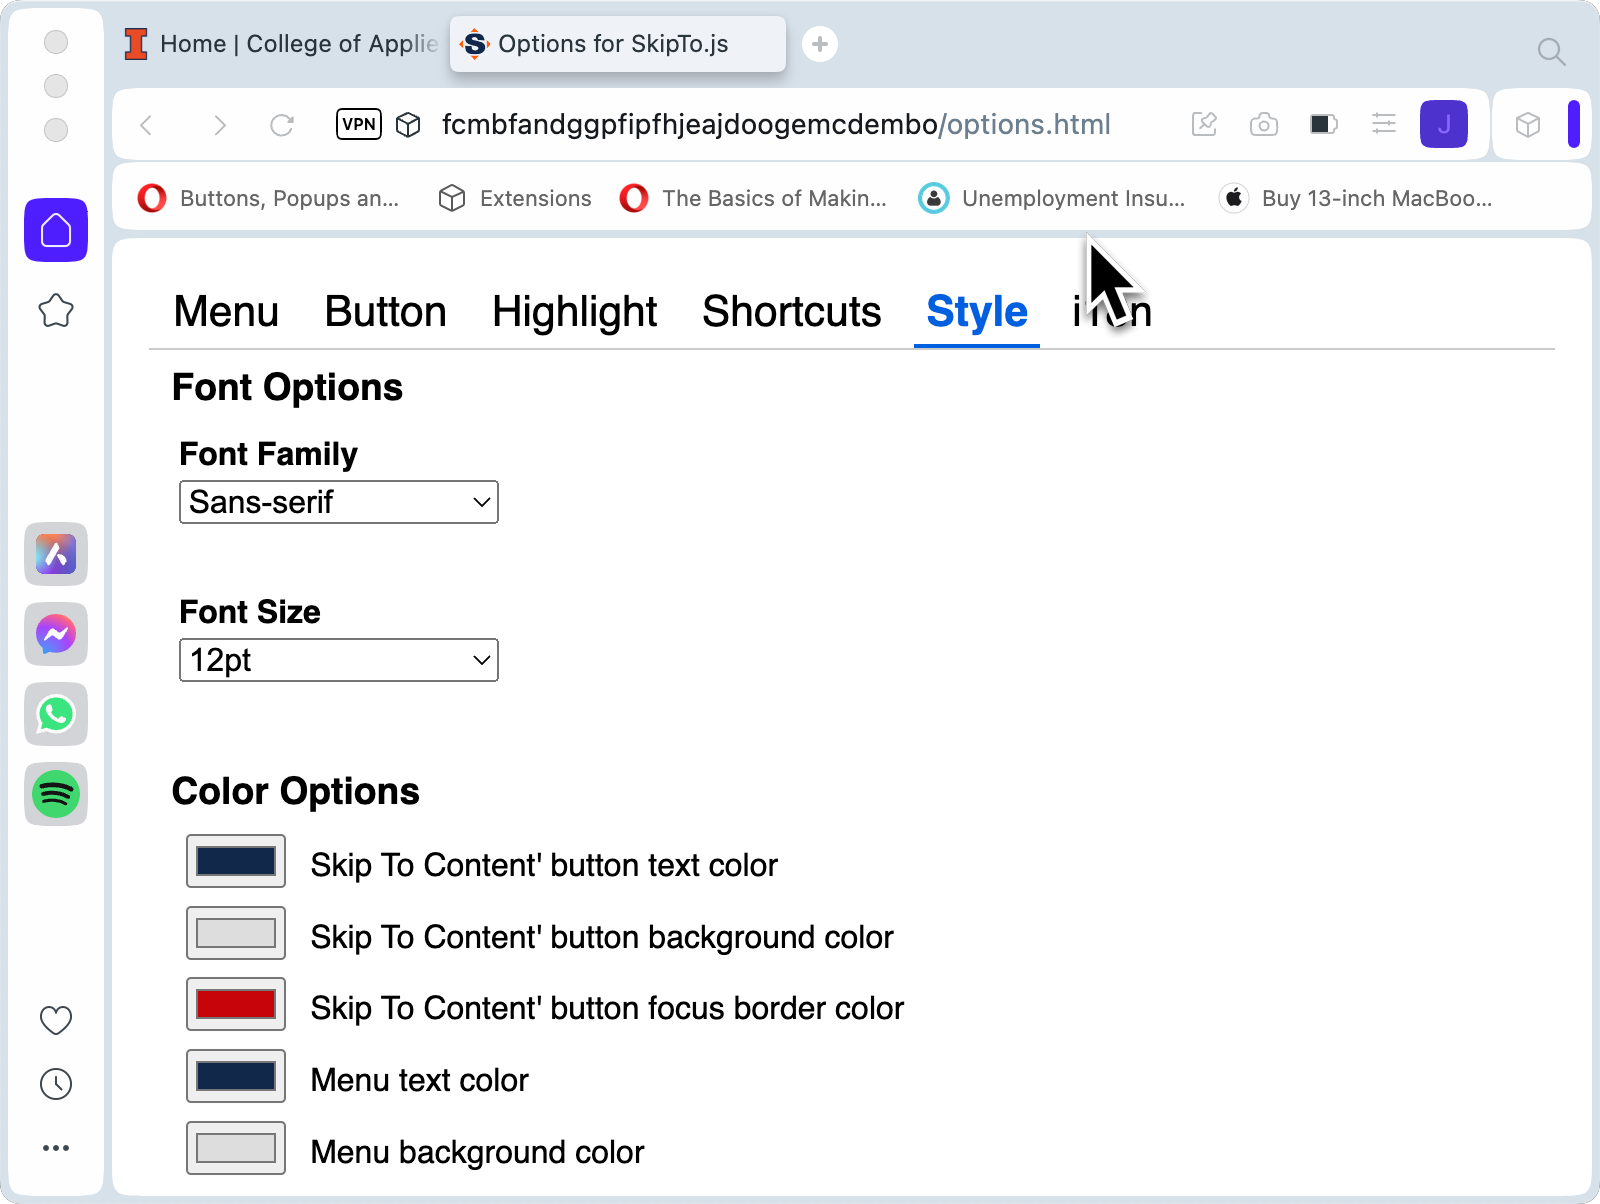 Home | College of Applie
Options for SkipTo.js
VPN
fcmbfandggpfipfhjeajdoogemcdembo/options.html
J
Buttons, Popups an...
Extensions
The Basics of Makin...
Unemployment Insu...
Buy 13-inch MacBoo...
Menu
Button
Highlight
Shortcuts
Style
Font Options
Font Family
Sans-serif
Font Size
12pt
Color Options
Skip To Content' button text color
Skip To Content' button background color
Skip To Content' button focus border color
Menu text color
Menu background color